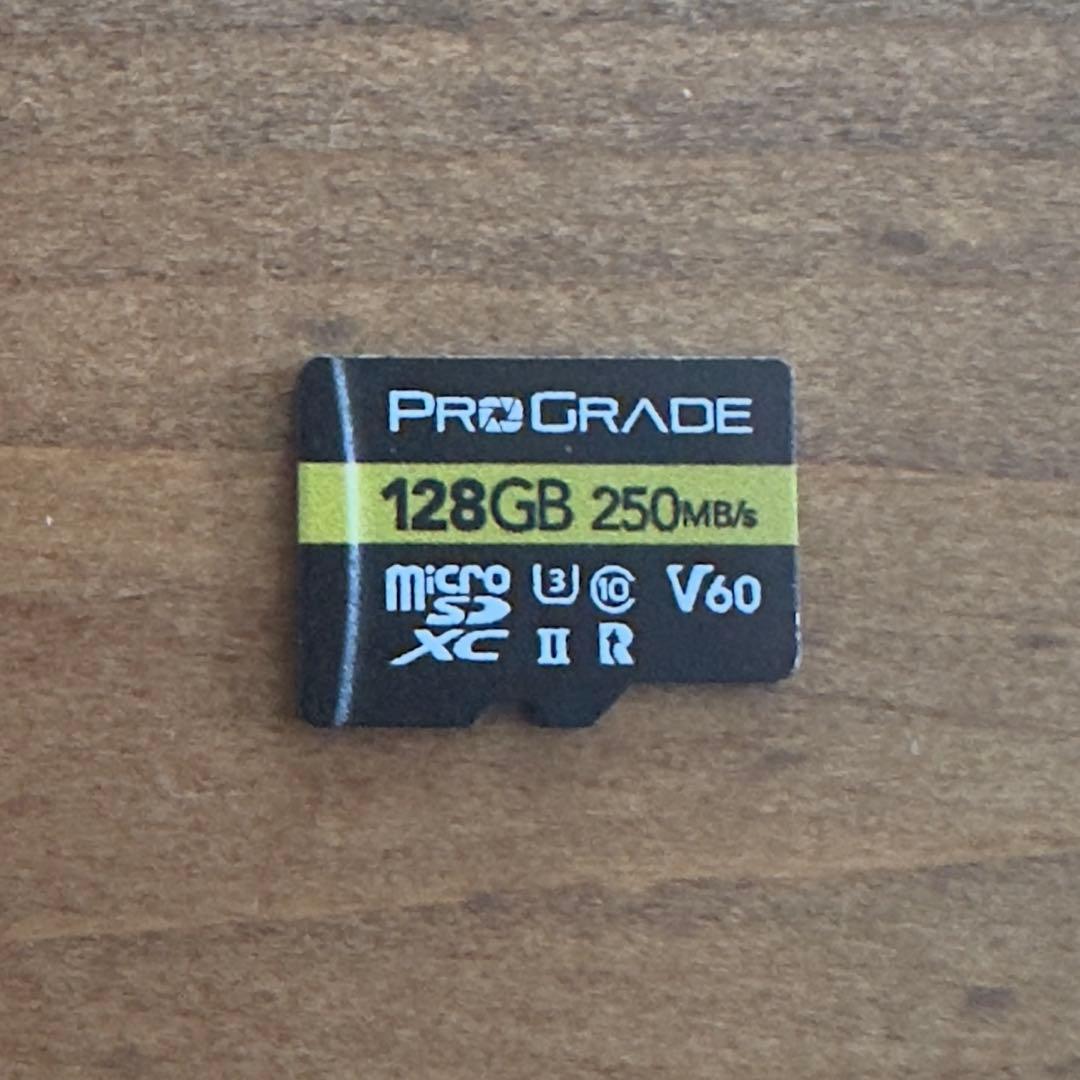 PROGRADE
128GB 250MB/s
micro SD XC U3 10 V60
II R